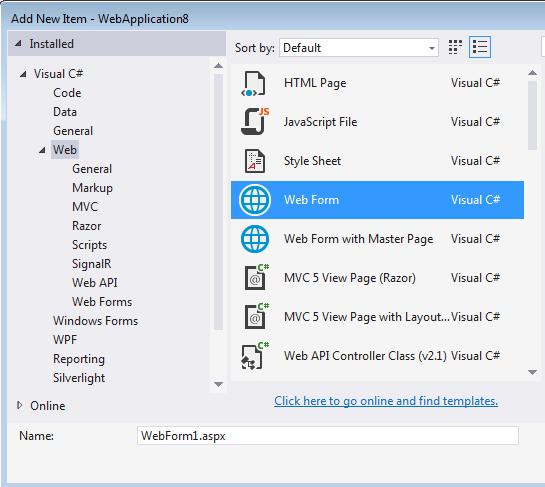 Add New Item - WebApplication8
Installed
Sort by: Default
Visual C#
Code
Data
General
Web
General
Markup
MVC
Razor
Scripts
SignalR
Web API
Web Forms
Windows Forms
WPF
Reporting
Silverlight
Online
HTML Page Visual C#
JS
JavaScript File Visual C#
A
Style Sheet Visual C#
Web Form Visual C#
Web Form with Master Page Visual C#
C#
@
MVC 5 View Page (Razor) Visual C#
C#
@
MVC 5 View Page with Layout... Visual C#
C#
Web API Controller Class (v2.1) Visual C#
Click here to go online and find templates.
Name: WebForm1.aspx